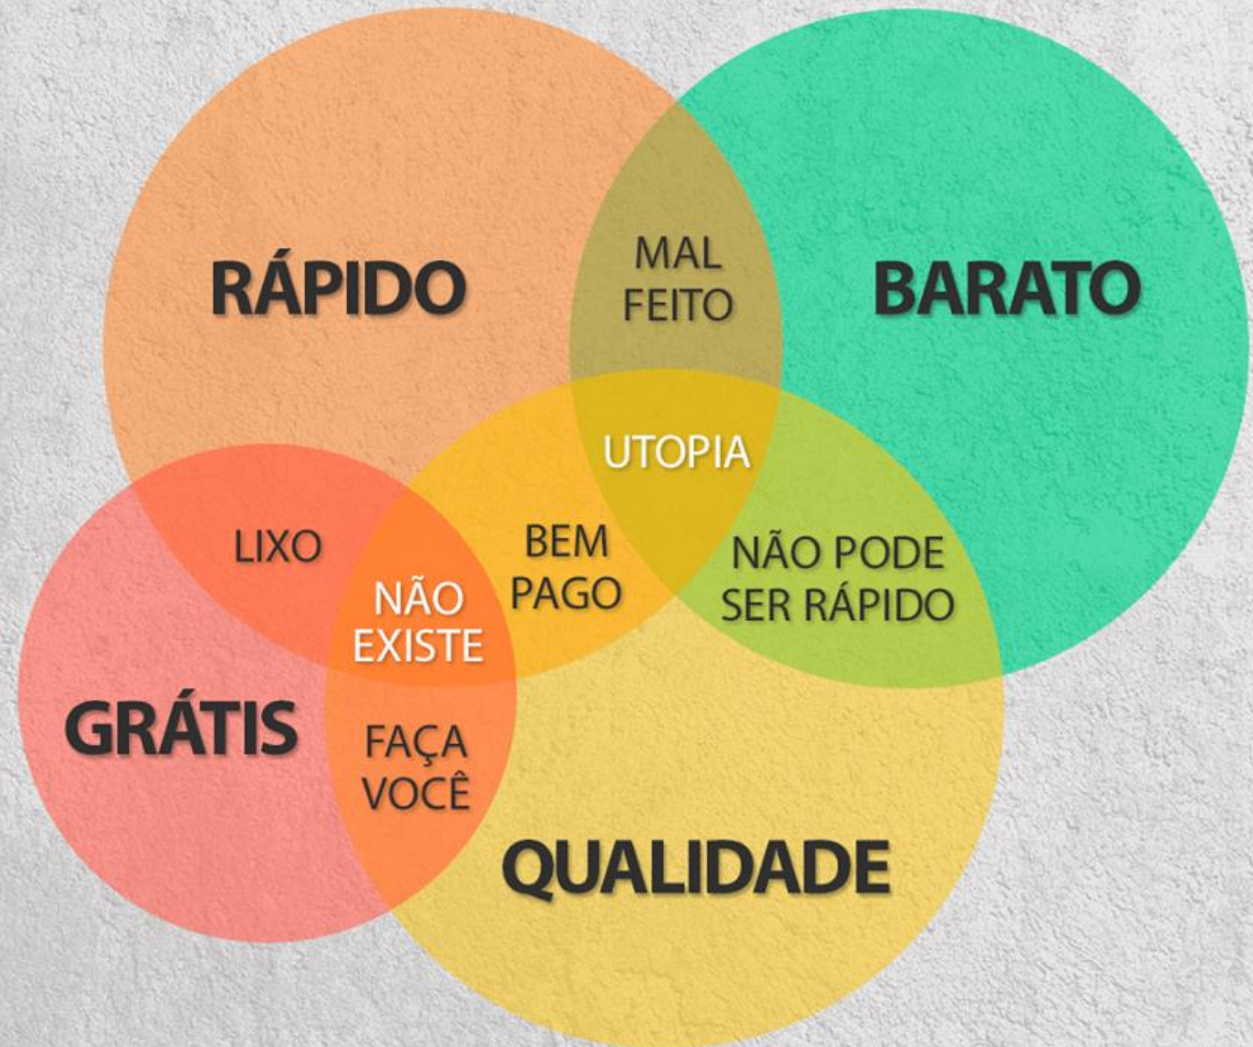 RÁPIDO
MAL
FEITO
BARATO
UTOPIA
LIXO
BEM
PAGO
NÃO PODE
SER RÁPIDO
NÃO
EXISTE
GRÁTIS
FAÇA
VOCÊ
QUALIDADE